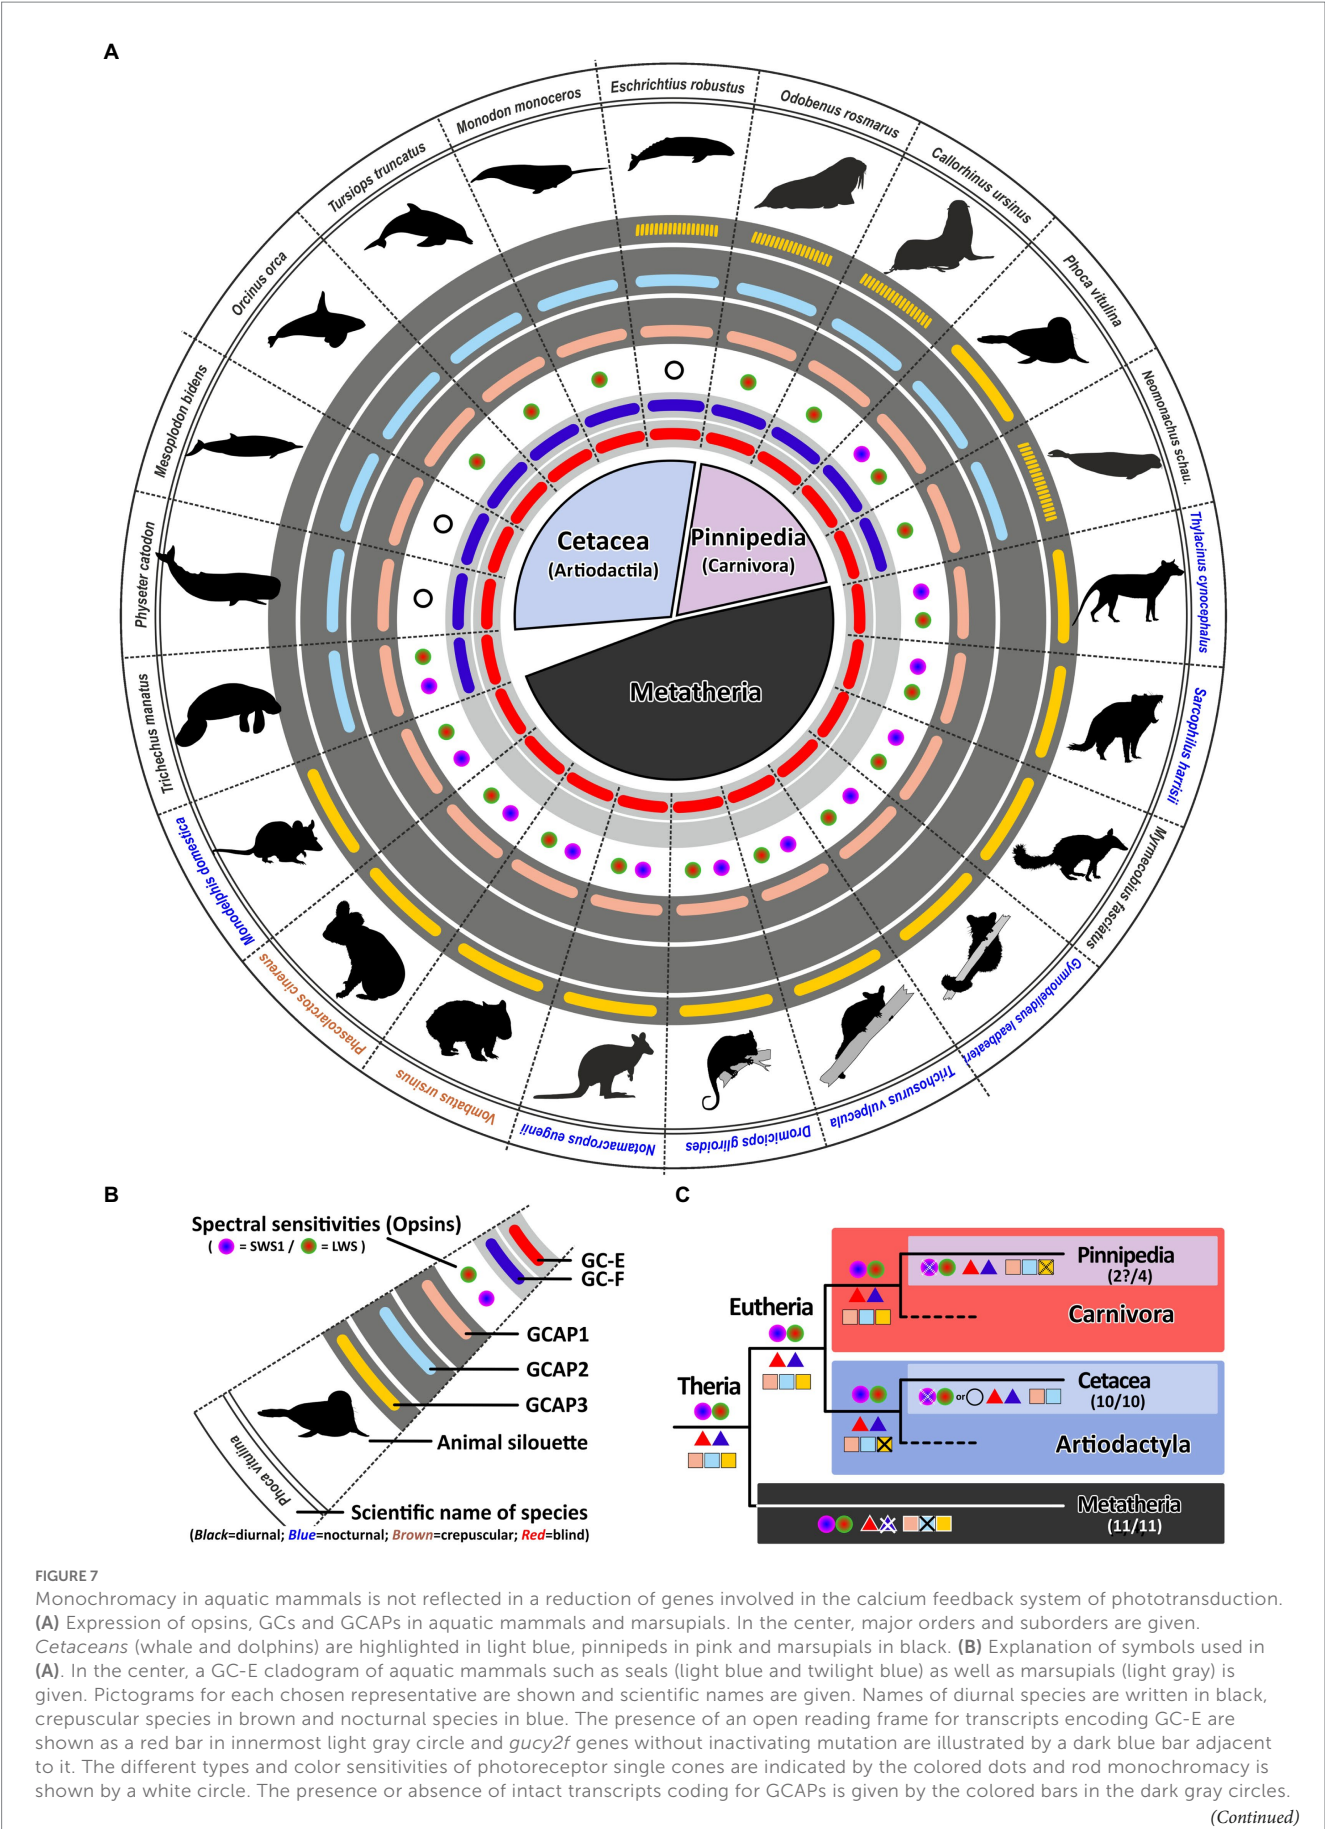 A
Eschrichtius robustus
Odobenus rosmarus
Callorhinus ursinus
Phoca vitulina
Neomonachus schau.
Thylacinus cynocephalus
Sarcophilus harrisii
Myrmecobius fasciatus
Gymnobelideus leadbeater.
Trichosurus vulpecula
Dromiciops gliroides
Notamacropus eugenii
Vombatus ursinus
Phascolarctos cinereus
Monodelphis domestica
Trichechus manatus
Physeter catodon
Mesoplodon bidens
Orcinus orca
Tursiops truncatus
Monodon monoceros
Cetacea
(Artiodactila)
Pinnipedia
(Carnivora)
Metatheria
B
Spectral sensitivities (Opsins)
( = SWS1 / = LWS )
GC-E
GC-F
GCAP1
GCAP2
GCAP3
Animal silouette
Phoca vitulina
Scientific name of species
(Black=diurnal; Blue=nocturnal; Brown=crepuscular; Red=blind)
C
Pinnipedia
(2?/4)
Carnivora
Eutheria
Theria
Cetacea
or
(10/10)
Artiodactyla
Metatheria
(11/11)
FIGURE 7
Monochromacy in aquatic mammals is not reflected in a reduction of genes involved in the calcium feedback system of phototransduction.
(A) Expression of opsins, GCs and GCAPs in aquatic mammals and marsupials. In the center, major orders and suborders are given.
Cetaceans (whale and dolphins) are highlighted in light blue, pinnipeds in pink and marsupials in black. (B) Explanation of symbols used in
(A). In the center, a GC-E cladogram of aquatic mammals such as seals (light blue and twilight blue) as well as marsupials (light gray) is
given. Pictograms for each chosen representative are shown and scientific names are given. Names of diurnal species are written in black,
crepuscular species in brown and nocturnal species in blue. The presence of an open reading frame for transcripts encoding GC-E are
shown as a red bar in innermost light gray circle and gucy2f genes without inactivating mutation are illustrated by a dark blue bar adjacent
to it. The different types and color sensitivities of photoreceptor single cones are indicated by the colored dots and rod monochromacy is
shown by a white circle. The presence or absence of intact transcripts coding for GCAPs is given by the colored bars in the dark gray circles.
(Continued)